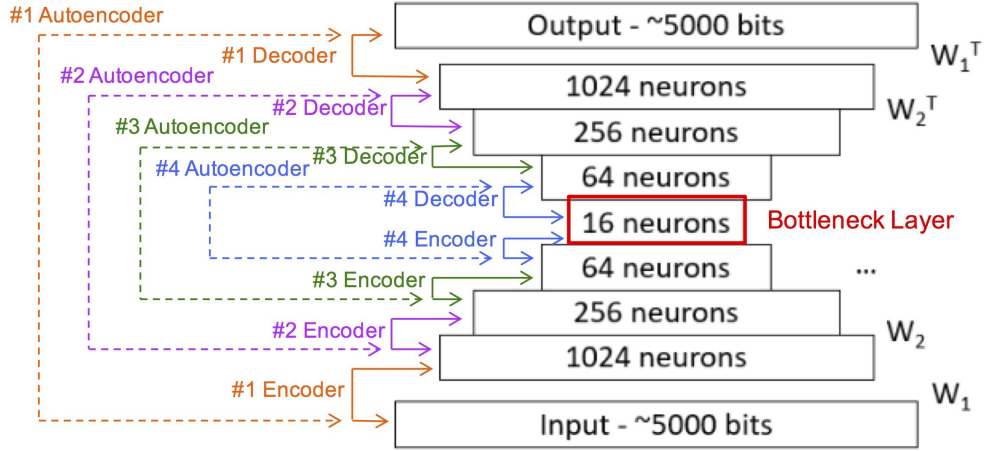 #1 Autoencoder
Output - ~5000 bits
#1 Decoder
W₁ᵀ
#2 Autoencoder
1024 neurons
#2 Decoder
W₂ᵀ
#3 Autoencoder
256 neurons
#3 Decoder
#4 Autoencoder
64 neurons
#4 Decoder
16 neurons
Bottleneck Layer
#4 Encoder
64 neurons
...
#3 Encoder
256 neurons
#2 Encoder
W₂
1024 neurons
#1 Encoder
W₁
Input - ~5000 bits